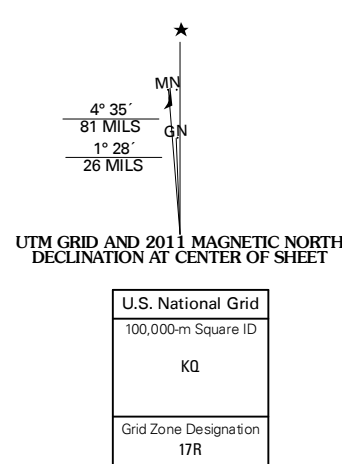 ★
MN
4° 35´
81 MILS
GN
1° 28´
26 MILS
UTM GRID AND 2011 MAGNETIC NORTH
DECLINATION AT CENTER OF SHEET
U.S. National Grid
100,000-m Square ID
KQ
Grid Zone Designation
17R